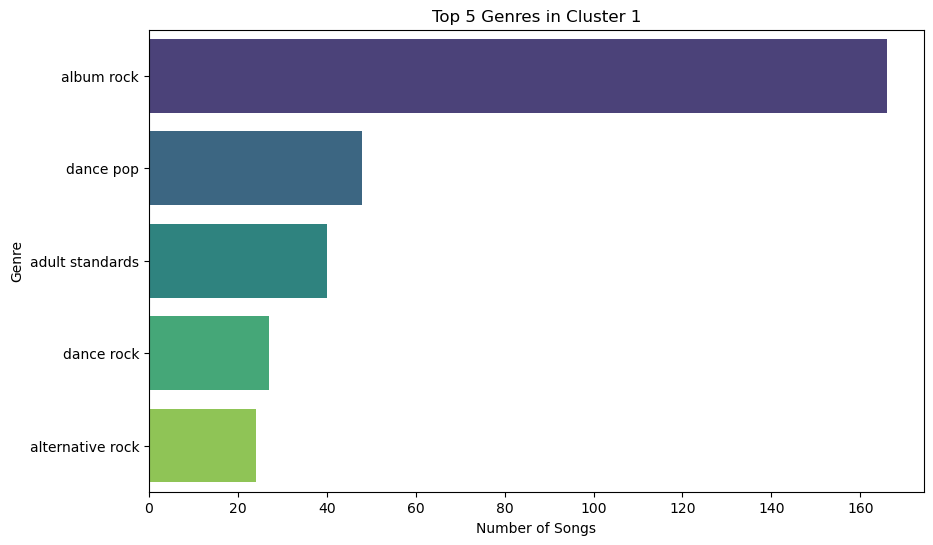 Top 5 Genres in Cluster 1
Genre
album rock
dance pop
adult standards
dance rock
alternative rock
0 20 40 60 80 100 120 140 160
Number of Songs